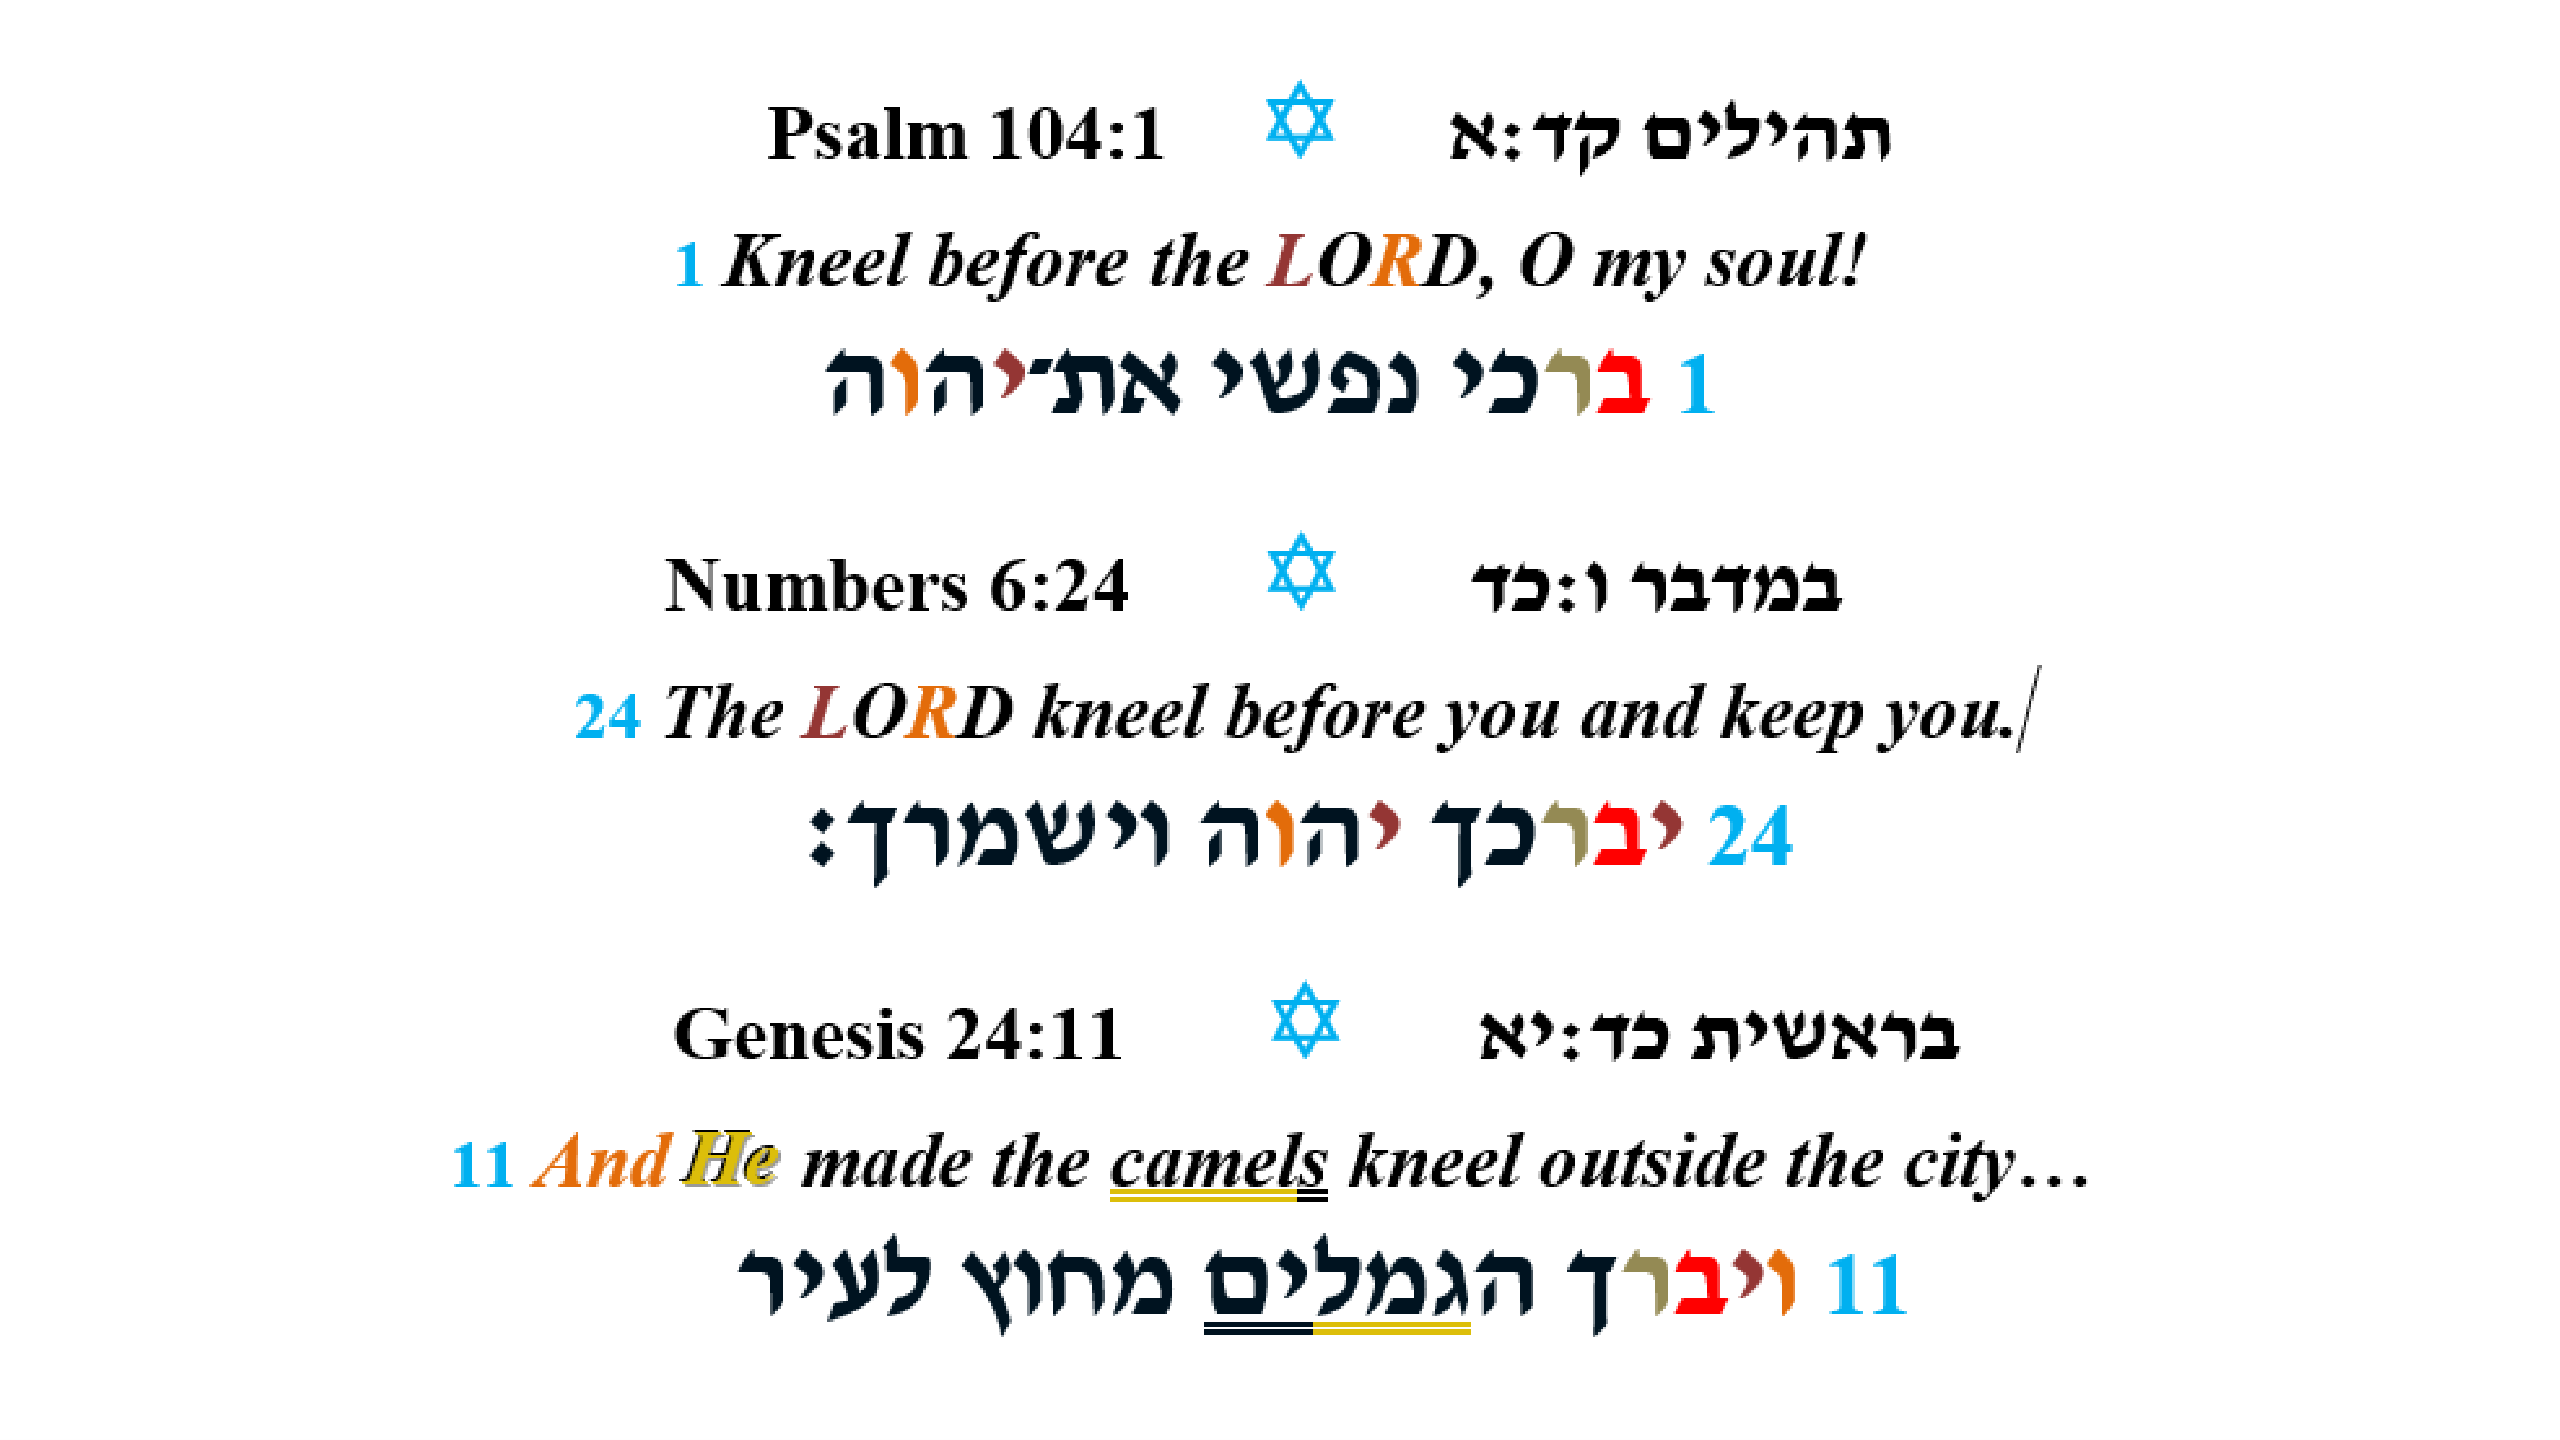 Psalm 104:1 ✡ תהילים קד:א
1 Kneel before the LORD, O my soul!
1 ברכי נפשי את־יהוה
Numbers 6:24 ✡ במדבר ו:כד
24 The LORD kneel before you and keep you.
24 יברכך יהוה וישמרך:
Genesis 24:11 ✡ בראשית כד:יא
11 And He made the camels kneel outside the city…
11 ויברך הגמלים מחוץ לעיר